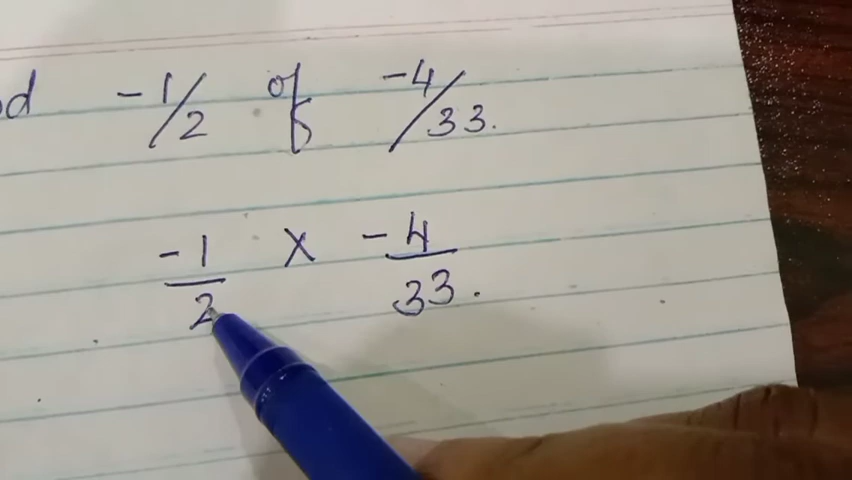 -1/2 of -4/33.
-1/2 x -4/33.